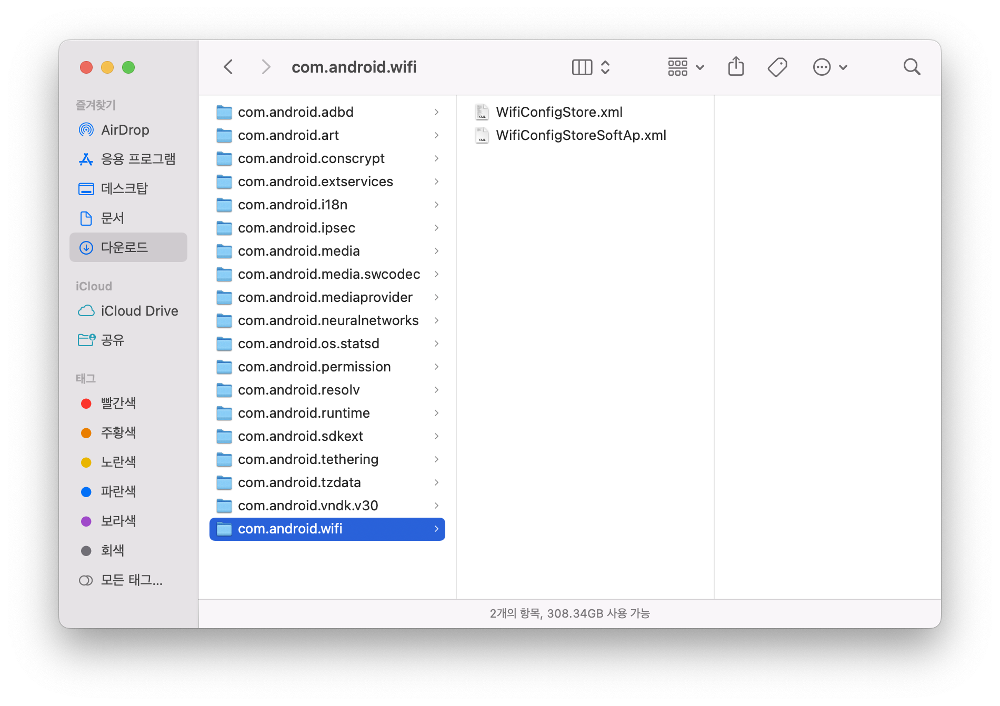 com.android.wifi
즐겨찾기
AirDrop
응용 프로그램
데스크탑
문서
다운로드
iCloud
iCloud Drive
공유
태그
빨간색
주황색
노란색
파란색
보라색
회색
모든 태그...
com.android.adbd
com.android.art
com.android.conscrypt
com.android.extservices
com.android.i18n
com.android.ipsec
com.android.media
com.android.media.swcodec
com.android.mediaprovider
com.android.neuralnetworks
com.android.os.statsd
com.android.permission
com.android.resolv
com.android.runtime
com.android.sdkext
com.android.tethering
com.android.tzdata
com.android.vndk.v30
com.android.wifi
XML
WifiConfigStore.xml
XML
WifiConfigStoreSoftAp.xml
2개의 항목, 308.34GB 사용 가능